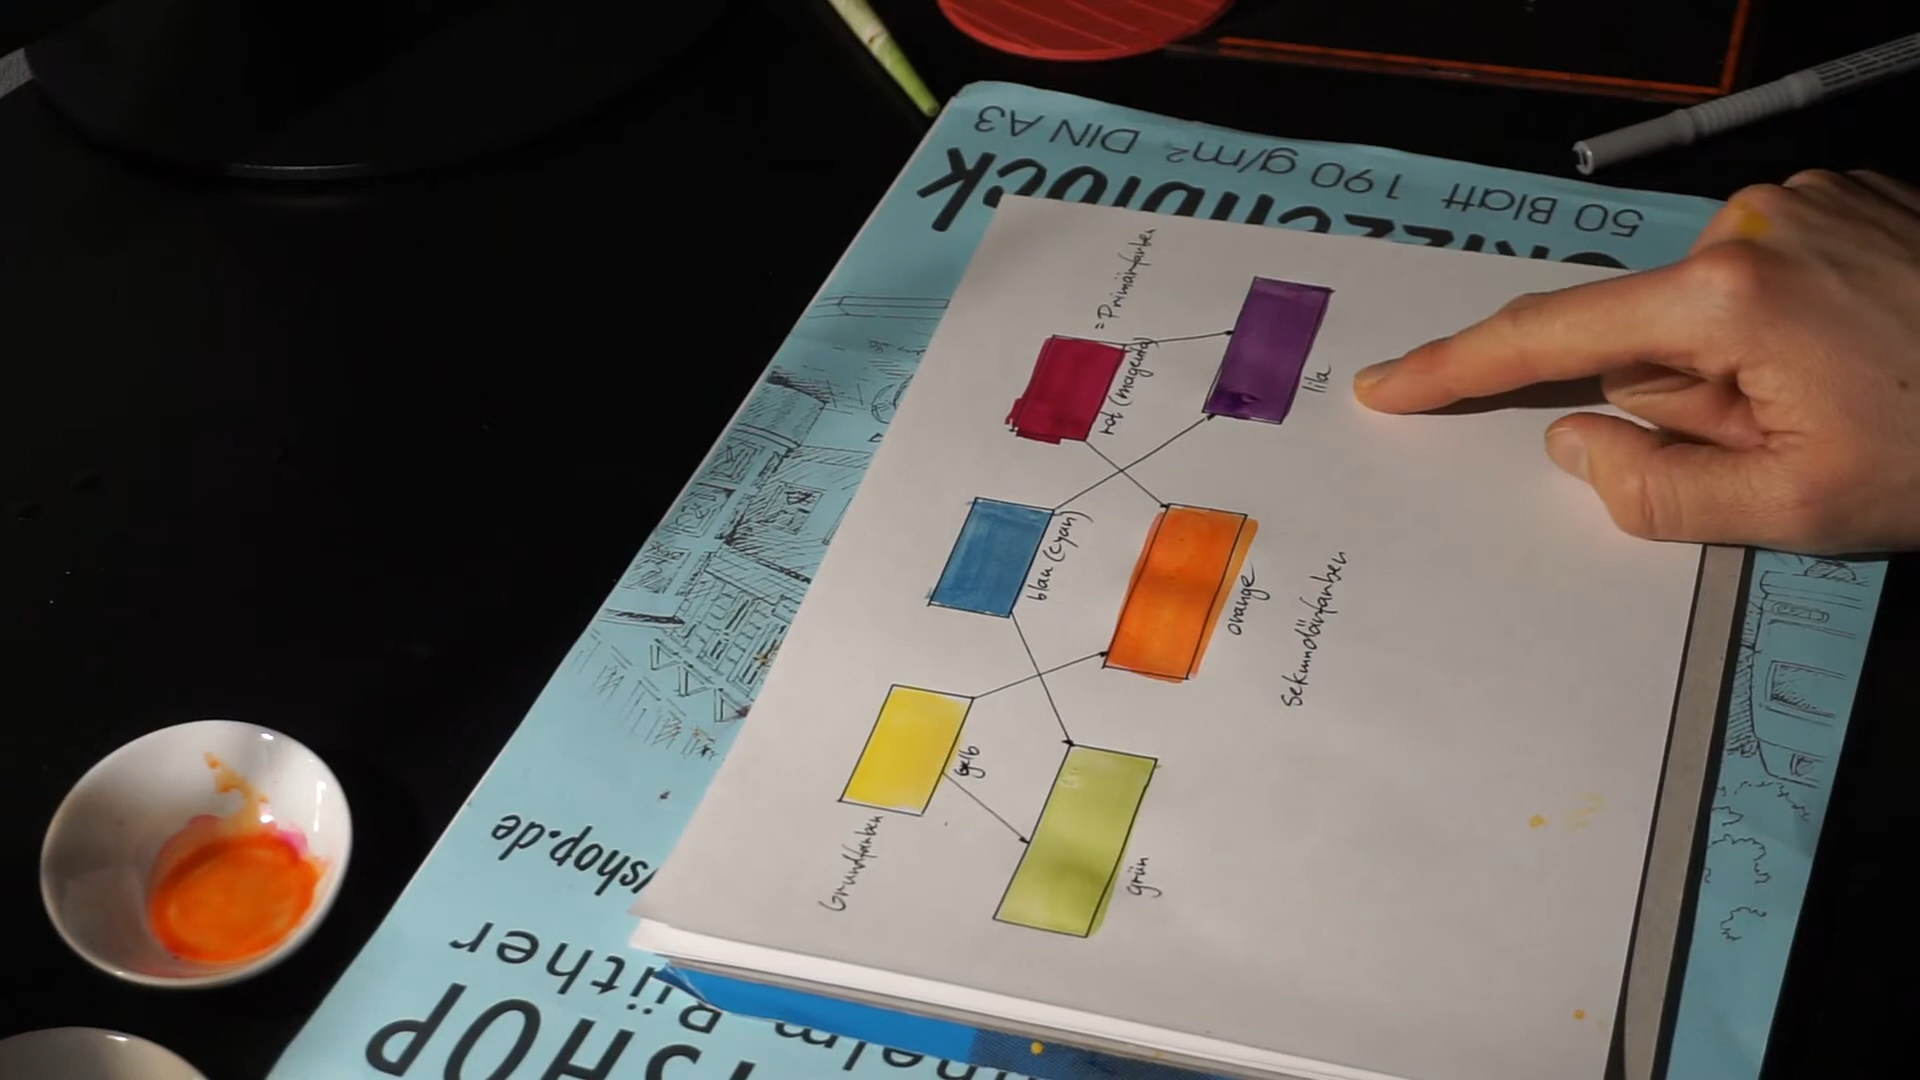 Grundfarben = Primärfarben
gelb
blau (cyan)
rot (magenta)
grün
orange
lila
Sekundärfarben
50 Blatt 190 g/m² DIN A3
shop.de
Rüther